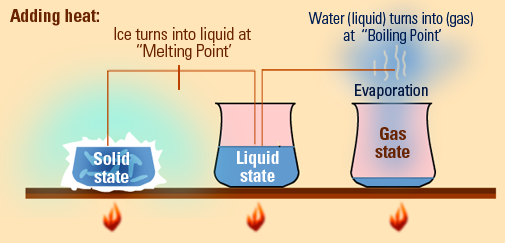 Adding heat:
Ice turns into liquid at
“Melting Point’
Water (liquid) turns into (gas)
at “Boiling Point’
Evaporation
Solid
state
Liquid
state
Gas
state